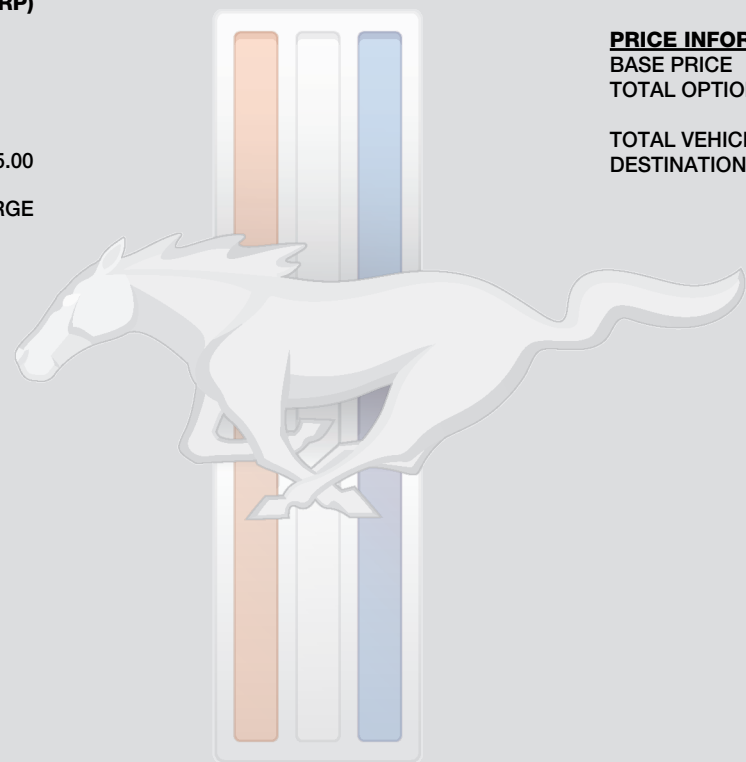 RP)
5.00
RGE
PRICE INFOR
BASE PRICE
TOTAL OPTIO
TOTAL VEHICL
DESTINATION